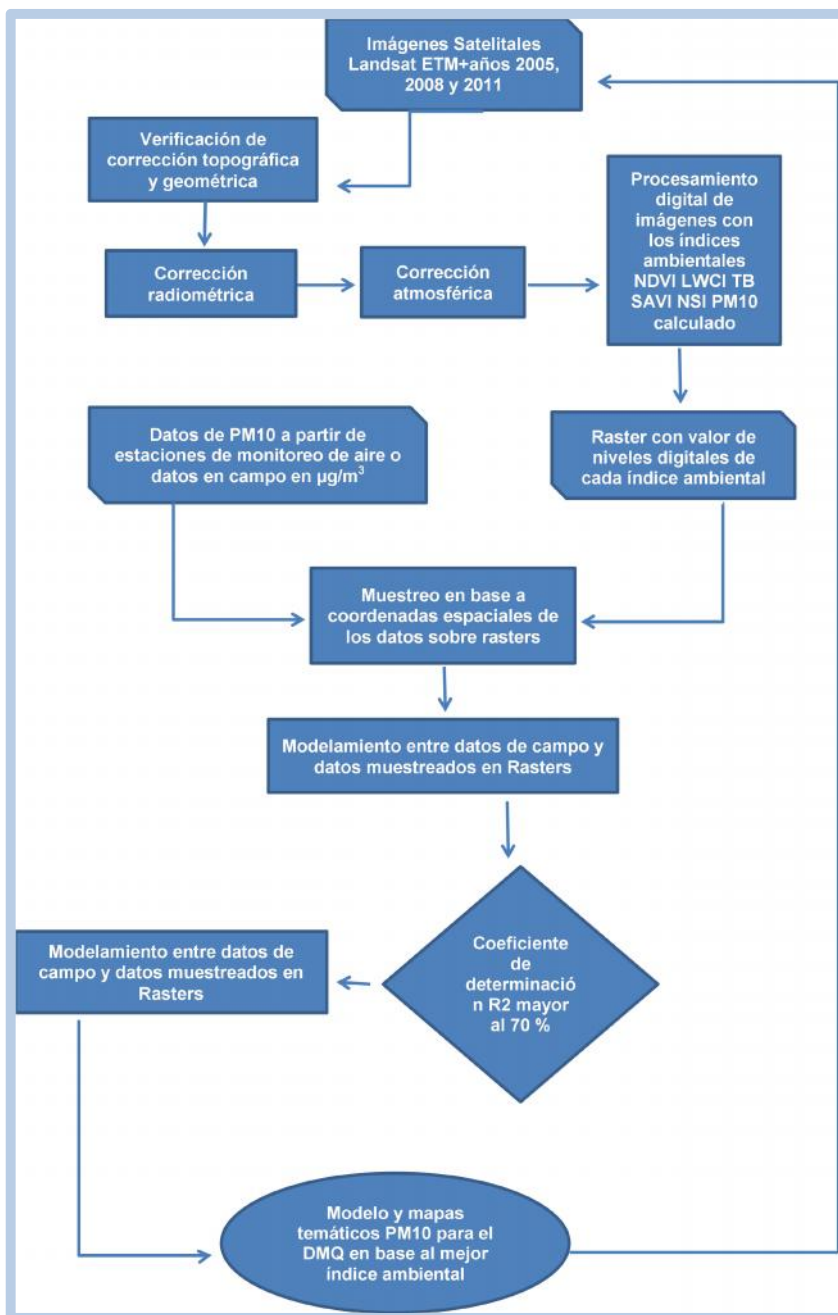 Imágenes Satelitales
Landsat ETM+años 2005,
2008 y 2011
Verificación de
corrección topográfica
y geométrica
Corrección
radiométrica
Corrección
atmosférica
Procesamiento
digital de
imágenes con
los índices
ambientales
NDVI LWCI TB
SAVI NSI PM10
calculado
Datos de PM10 a partir de
estaciones de monitoreo de aire o
datos en campo en µg/m³
Raster con valor de
niveles digitales de
cada índice ambiental
Muestreo en base a
coordenadas espaciales de
los datos sobre rasters
Modelamiento entre datos de campo y
datos muestreados en Rasters
Coeficiente
de
determinació
n R2 mayor
al 70 %
Modelamiento entre datos de
campo y datos muestreados en
Rasters
Modelo y mapas
temáticos PM10 para el
DMQ en base al mejor
índice ambiental